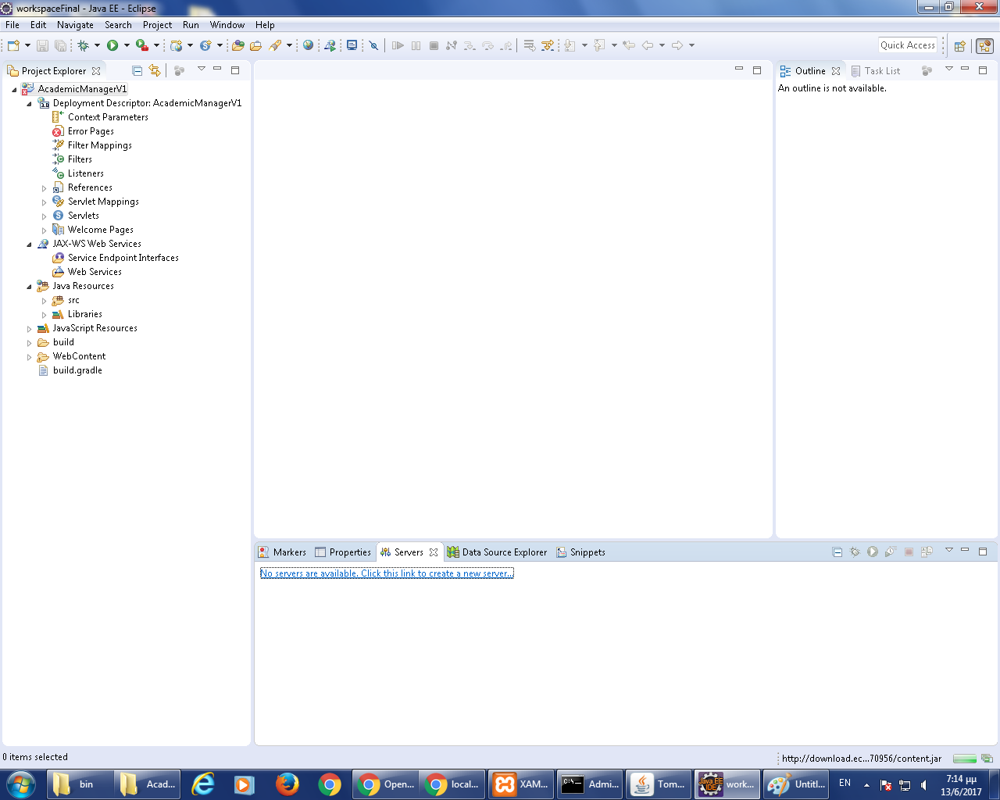 workspaceFinal - Java EE - Eclipse
File Edit Navigate Search Project Run Window Help
Quick Access
Project Explorer
AcademicManagerV1
3.0 Deployment Descriptor: AcademicManagerV1
Context Parameters
Error Pages
Filter Mappings
Filters
Listeners
References
Servlet Mappings
Servlets
Welcome Pages
JAX-WS Web Services
Service Endpoint Interfaces
Web Services
Java Resources
src
Libraries
JavaScript Resources
build
WebContent
build.gradle
Outline Task List
An outline is not available.
Markers Properties Servers Data Source Explorer Snippets
No servers are available. Click this link to create a new server...
0 items selected
http://download.ec...70956/content.jar
bin Acad... Open... local... XAM... Admi... Tom... Java EE IDE work... Untitl... EN
7:14 μμ
13/6/2017